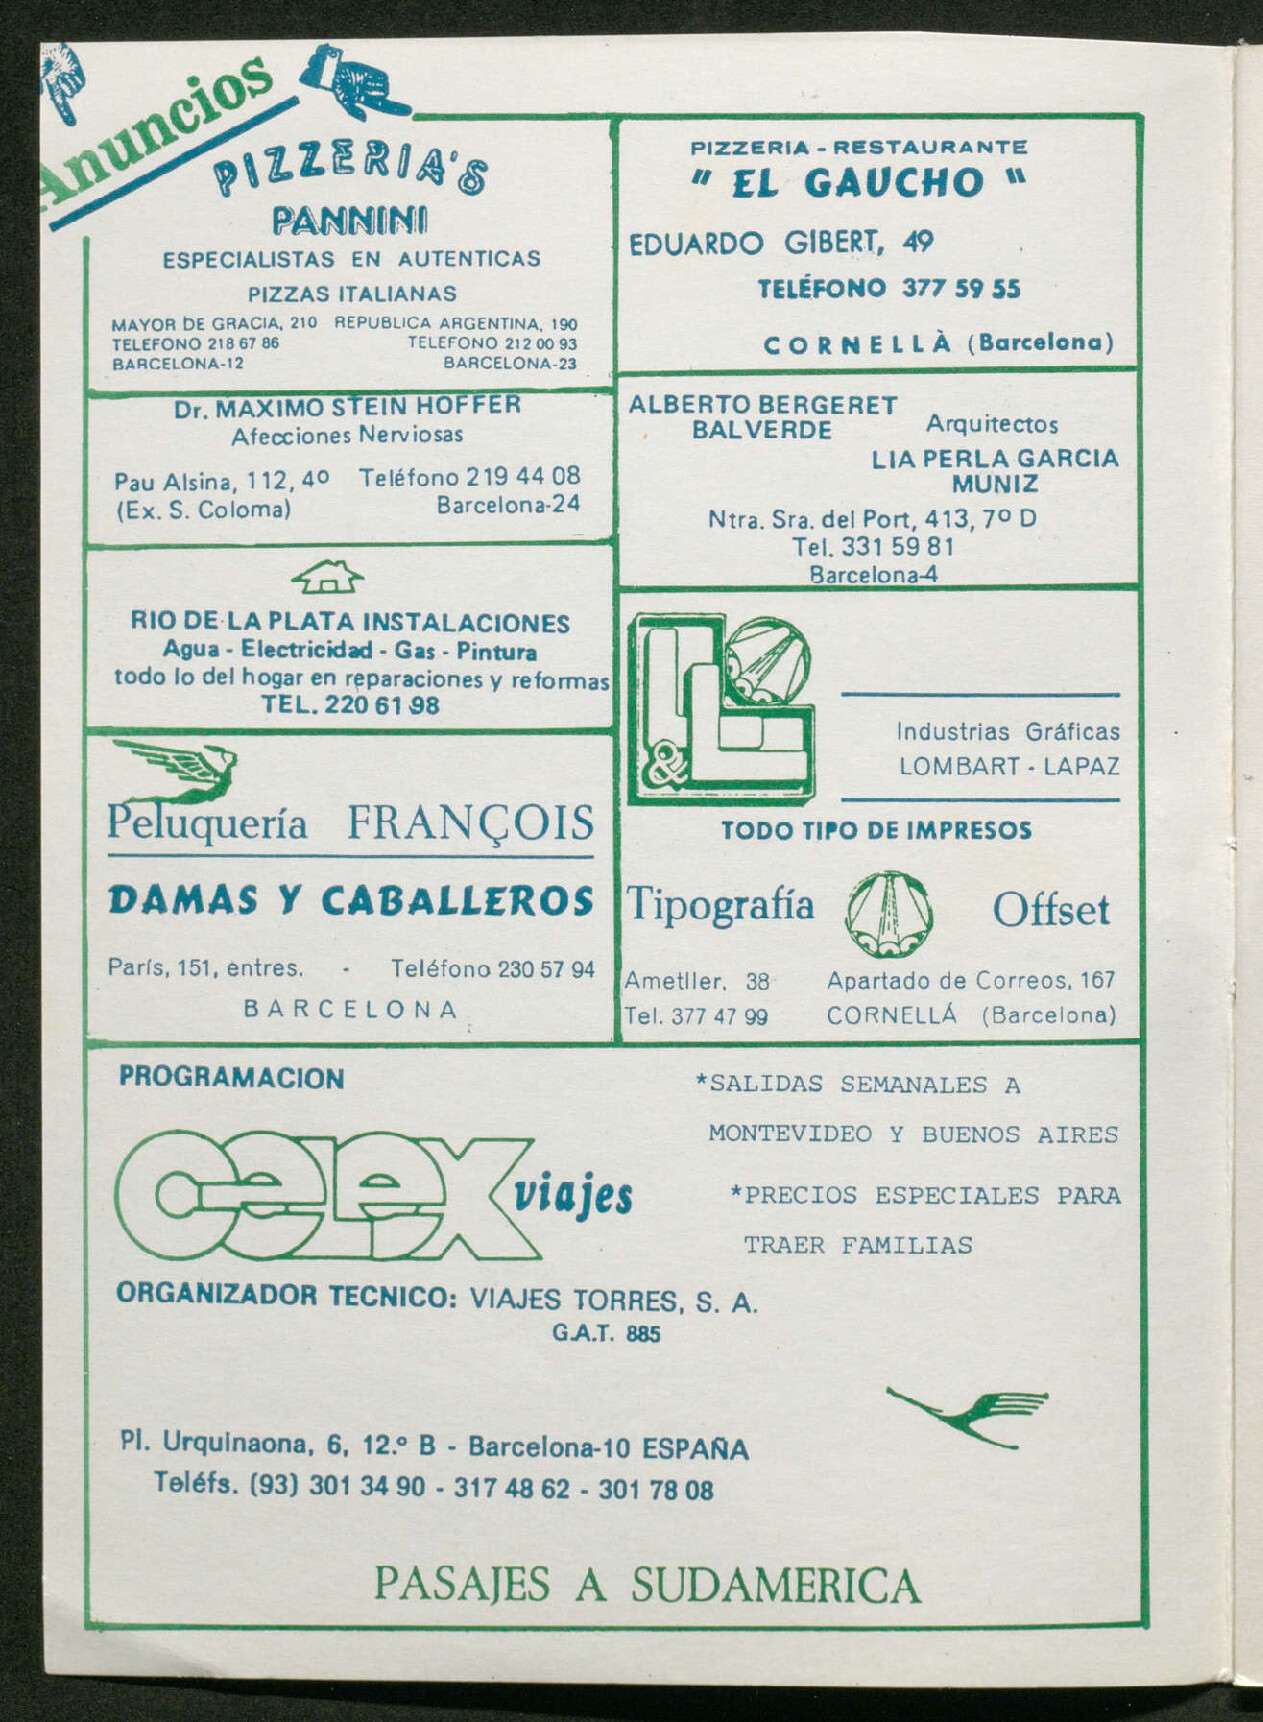 Anuncios
PIZZERIA'S
PANNINI
ESPECIALISTAS EN AUTENTICAS
PIZZAS ITALIANAS
MAYOR DE GRACIA, 210 REPUBLICA ARGENTINA, 190
TELEFONO 218 67 86 TELEFONO 212 00 93
BARCELONA-12 BARCELONA-23
PIZZERIA - RESTAURANTE
" EL GAUCHO "
EDUARDO GIBERT, 49
TELÉFONO 377 59 55
CORNELLÀ (Barcelona)
Dr. MAXIMO STEIN HOFFER
Afecciones Nerviosas
Pau Alsina, 112, 4º Teléfono 219 44 08
(Ex. S. Coloma) Barcelona-24
ALBERTO BERGERET
BALVERDE Arquitectos
LIA PERLA GARCIA
MUNIZ
Ntra. Sra. del Port, 413, 7º D
Tel. 331 59 81
Barcelona-4
RIO DE LA PLATA INSTALACIONES
Agua - Electricidad - Gas - Pintura
todo lo del hogar en reparaciones y reformas
TEL. 220 61 98
L&L
Industrias Gráficas
LOMBART - LAPAZ
TODO TIPO DE IMPRESOS
Tipografía Offset
Ametller, 38 Apartado de Correos, 167
Tel. 377 47 99 CORNELLÁ (Barcelona)
Peluquería FRANÇOIS
DAMAS Y CABALLEROS
París, 151, entres. - Teléfono 230 57 94
BARCELONA
PROGRAMACION
celex viajes
*SALIDAS SEMANALES A
MONTEVIDEO Y BUENOS AIRES
*PRECIOS ESPECIALES PARA
TRAER FAMILIAS
ORGANIZADOR TECNICO: VIAJES TORRES, S. A.
G.A.T. 885
Pl. Urquinaona, 6, 12.º B - Barcelona-10 ESPAÑA
Teléfs. (93) 301 34 90 - 317 48 62 - 301 78 08
PASAJES A SUDAMERICA